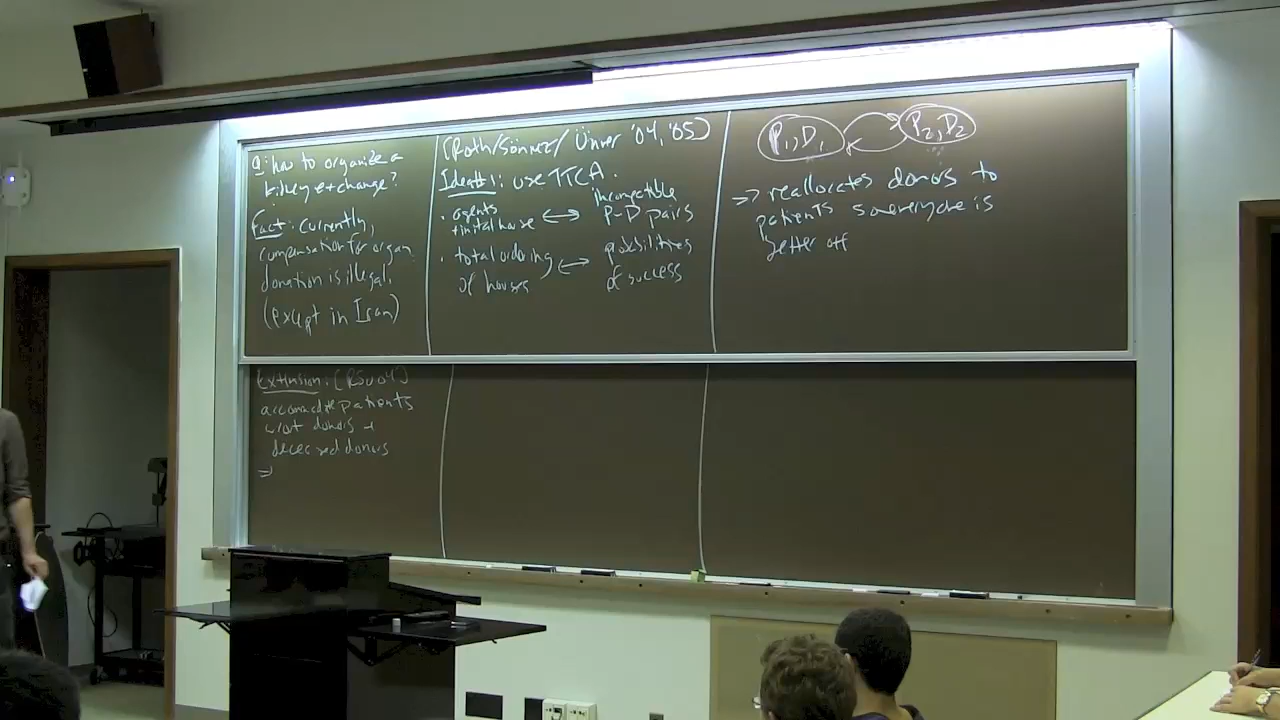 Q: how to organize a
kidney exchange?
Fact: currently,
compensation for organ
donation is illegal.
(except in Iran)
[Roth/Sönmez/Ünver '04, '05]
Idea #1: use TTCA.
· agents
+ initial house ↔ incompatible
P-D pairs
· total ordering
of houses ↔ probabilities
of success
P1, D1 P2, D2
⇒ reallocates donors to
patients so everyone is
better off
Extension: [RSU 04]
accomodate patients
w/out donors +
deceased donors
⇒